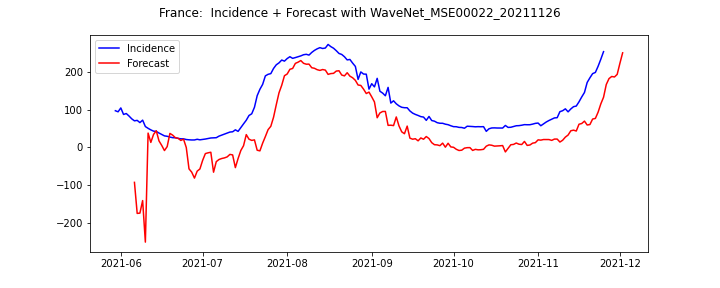 France:  Incidence + Forecast with WaveNet_MSE00022_20211126
Incidence
Forecast
200
100
0
−100
−200
2021-06 2021-07 2021-08 2021-09 2021-10 2021-11 2021-12